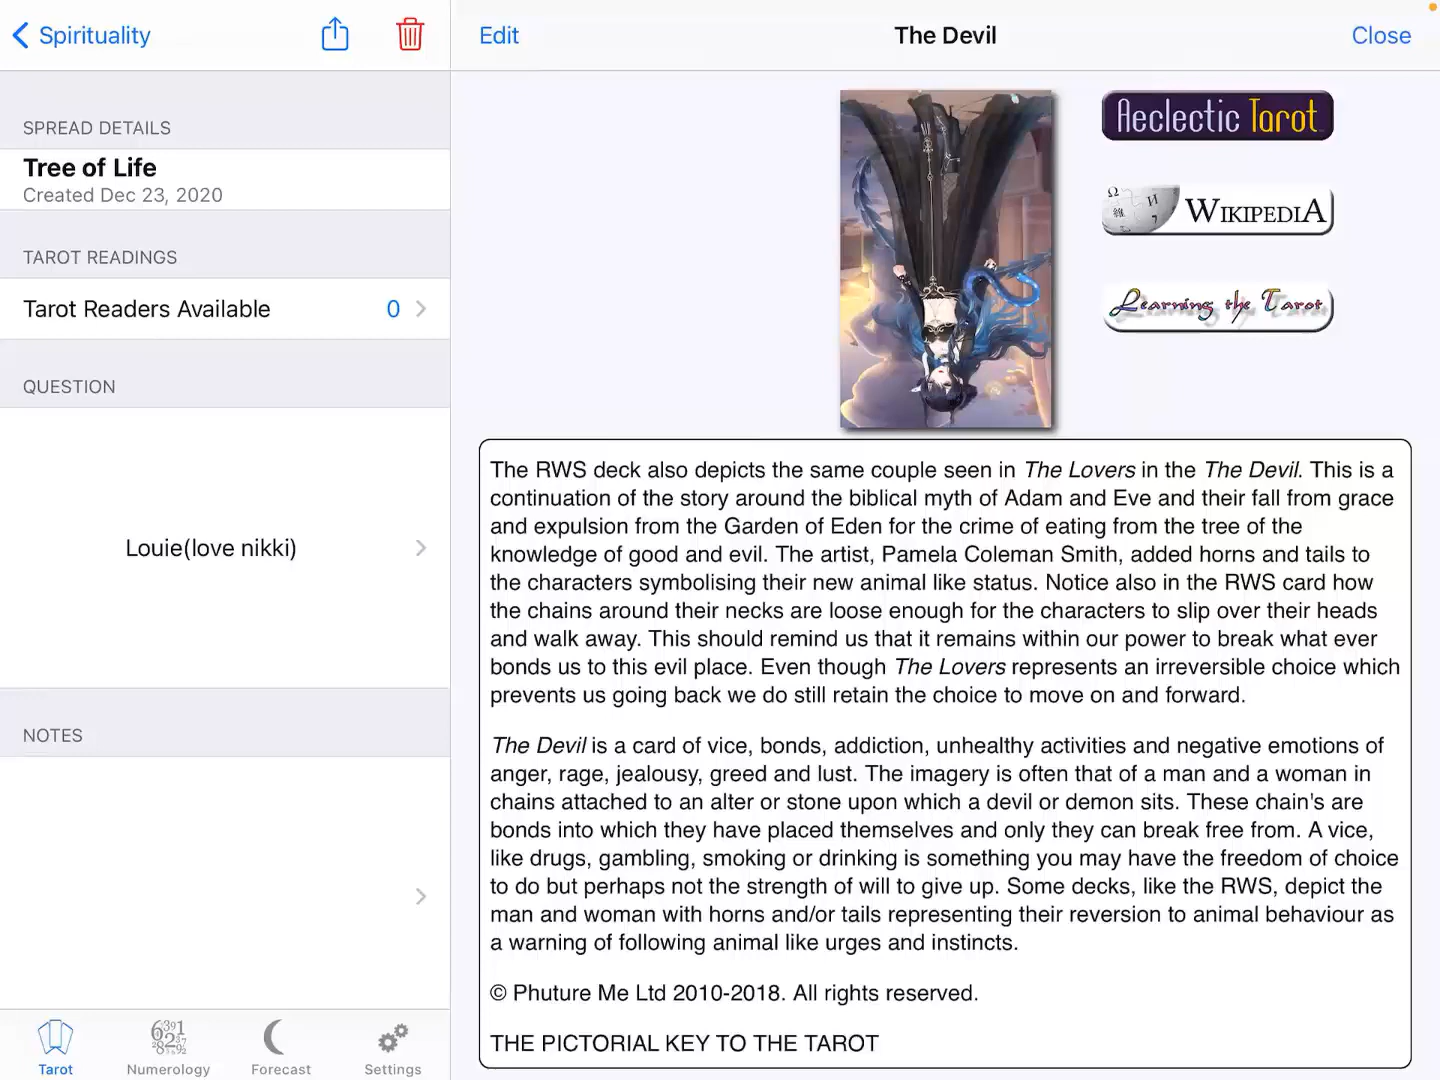 Spirituality
SPREAD DETAILS
Tree of Life
Created Dec 23, 2020
TAROT READINGS
Tarot Readers Available 0
QUESTION
Louie(love nikki)
NOTES
Tarot
Numerology
Forecast
Settings
Edit
The Devil
Close
Aeclectic Tarot
WIKIPEDIA
Learning the Tarot
The RWS deck also depicts the same couple seen in The Lovers in the The Devil. This is a
continuation of the story around the biblical myth of Adam and Eve and their fall from grace
and expulsion from the Garden of Eden for the crime of eating from the tree of the
knowledge of good and evil. The artist, Pamela Coleman Smith, added horns and tails to
the characters symbolising their new animal like status. Notice also in the RWS card how
the chains around their necks are loose enough for the characters to slip over their heads
and walk away. This should remind us that it remains within our power to break what ever
bonds us to this evil place. Even though The Lovers represents an irreversible choice which
prevents us going back we do still retain the choice to move on and forward.
The Devil is a card of vice, bonds, addiction, unhealthy activities and negative emotions of
anger, rage, jealousy, greed and lust. The imagery is often that of a man and a woman in
chains attached to an alter or stone upon which a devil or demon sits. These chain's are
bonds into which they have placed themselves and only they can break free from. A vice,
like drugs, gambling, smoking or drinking is something you may have the freedom of choice
to do but perhaps not the strength of will to give up. Some decks, like the RWS, depict the
man and woman with horns and/or tails representing their reversion to animal behaviour as
a warning of following animal like urges and instincts.
© Phuture Me Ltd 2010-2018. All rights reserved.
THE PICTORIAL KEY TO THE TAROT